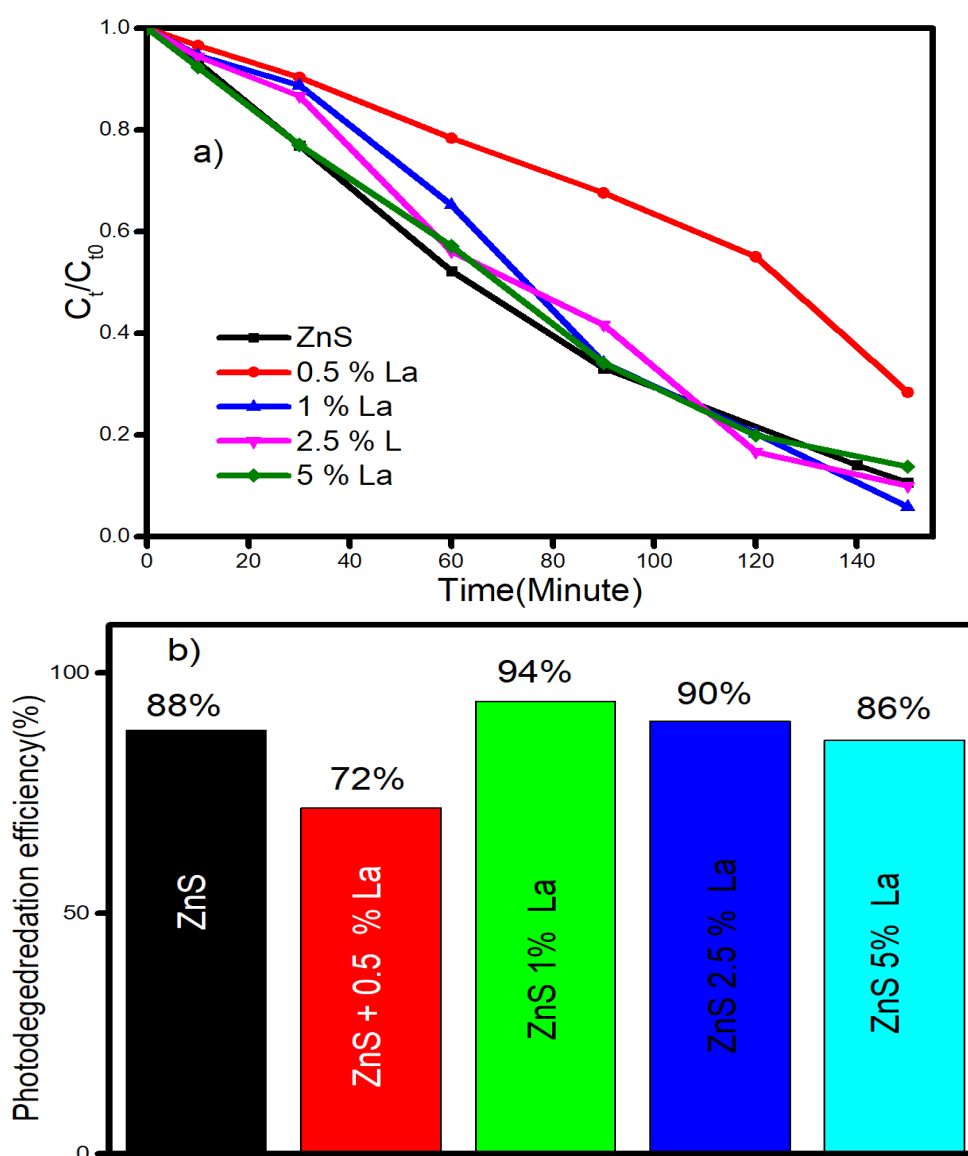 1.0
0.8
0.6
0.4
0.2
0.0
a)
Ct/Ct0
ZnS
0.5 % La
1 % La
2.5 % L
5 % La
0 20 40 60 80 100 120 140
Time(Minute)
b)
Photodegedredation efficiency(%)
100
50
0
88%
72%
94%
90%
86%
ZnS
ZnS + 0.5 % La
ZnS 1% La
ZnS 2.5 % La
ZnS 5% La